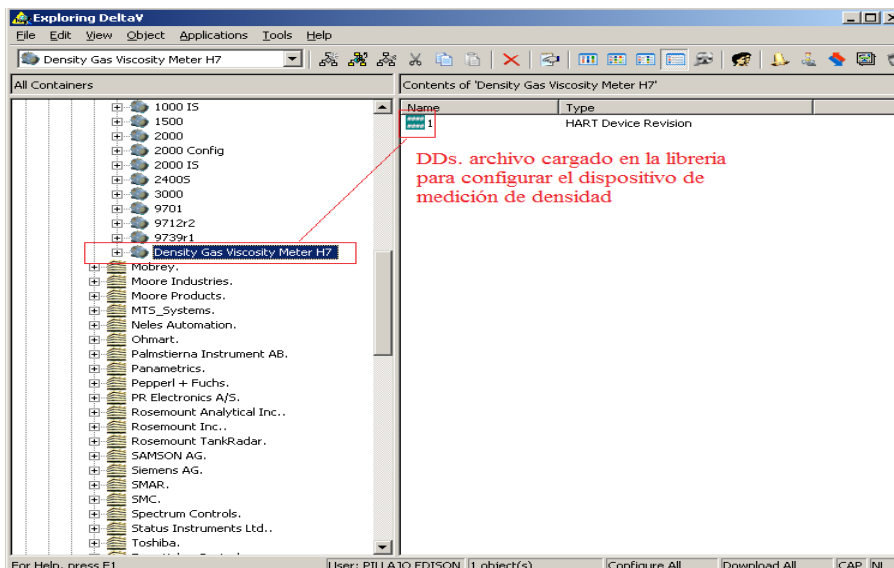 Exploring DeltaV
File Edit View Object Applications Tools Help
Density Gas Viscosity Meter H7
All Containers
Contents of 'Density Gas Viscosity Meter H7'
1000 IS
1500
2000
2000 Config
2000 IS
2400S
3000
9701
9712r2
9739r1
Density Gas Viscosity Meter H7
Mobrey.
Moore Industries.
Moore Products.
MTS_Systems.
Neles Automation.
Ohmart.
Palmstierna Instrument AB.
Panametrics.
Pepperl + Fuchs.
PR Electronics A/S.
Rosemount Analytical Inc..
Rosemount Inc..
Rosemount TankRadar.
SAMSON AG.
Siemens AG.
SMAR.
SMC.
Spectrum Controls.
Status Instruments Ltd..
Toshiba.
Name Type
1 HART Device Revision
DDs. archivo cargado en la libreria
para configurar el dispositivo de
medición de densidad
For Help, press F1 User: PILLAJO EDISON 1 object(s) Configure All Download All CAP